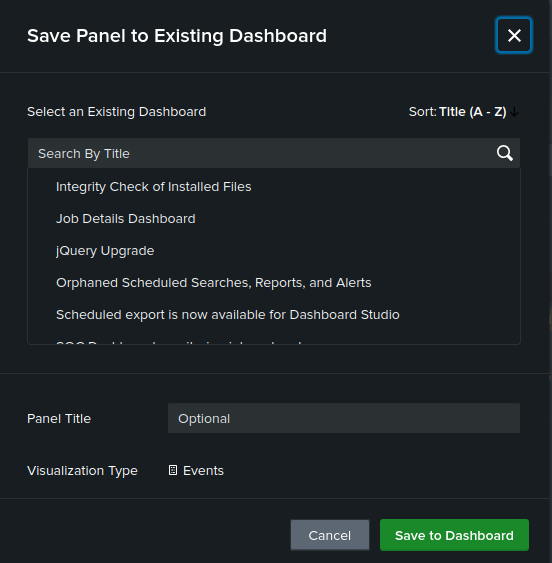 Save Panel to Existing Dashboard
Select an Existing Dashboard
Sort: Title (A - Z)
Search By Title
Integrity Check of Installed Files
Job Details Dashboard
jQuery Upgrade
Orphaned Scheduled Searches, Reports, and Alerts
Scheduled export is now available for Dashboard Studio
Panel Title
Optional
Visualization Type
Events
Cancel
Save to Dashboard